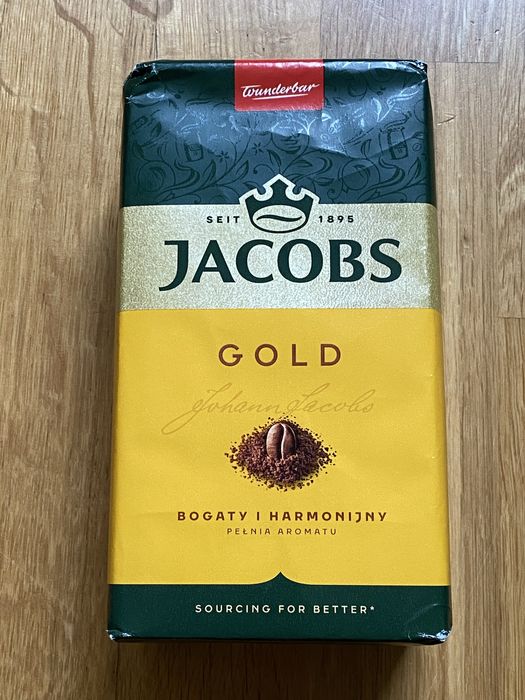 Wunderbar
SEIT 1895
JACOBS
GOLD
Johann Jacobs
BOGATY I HARMONIJNY
PEŁNIA AROMATU
SOURCING FOR BETTER*